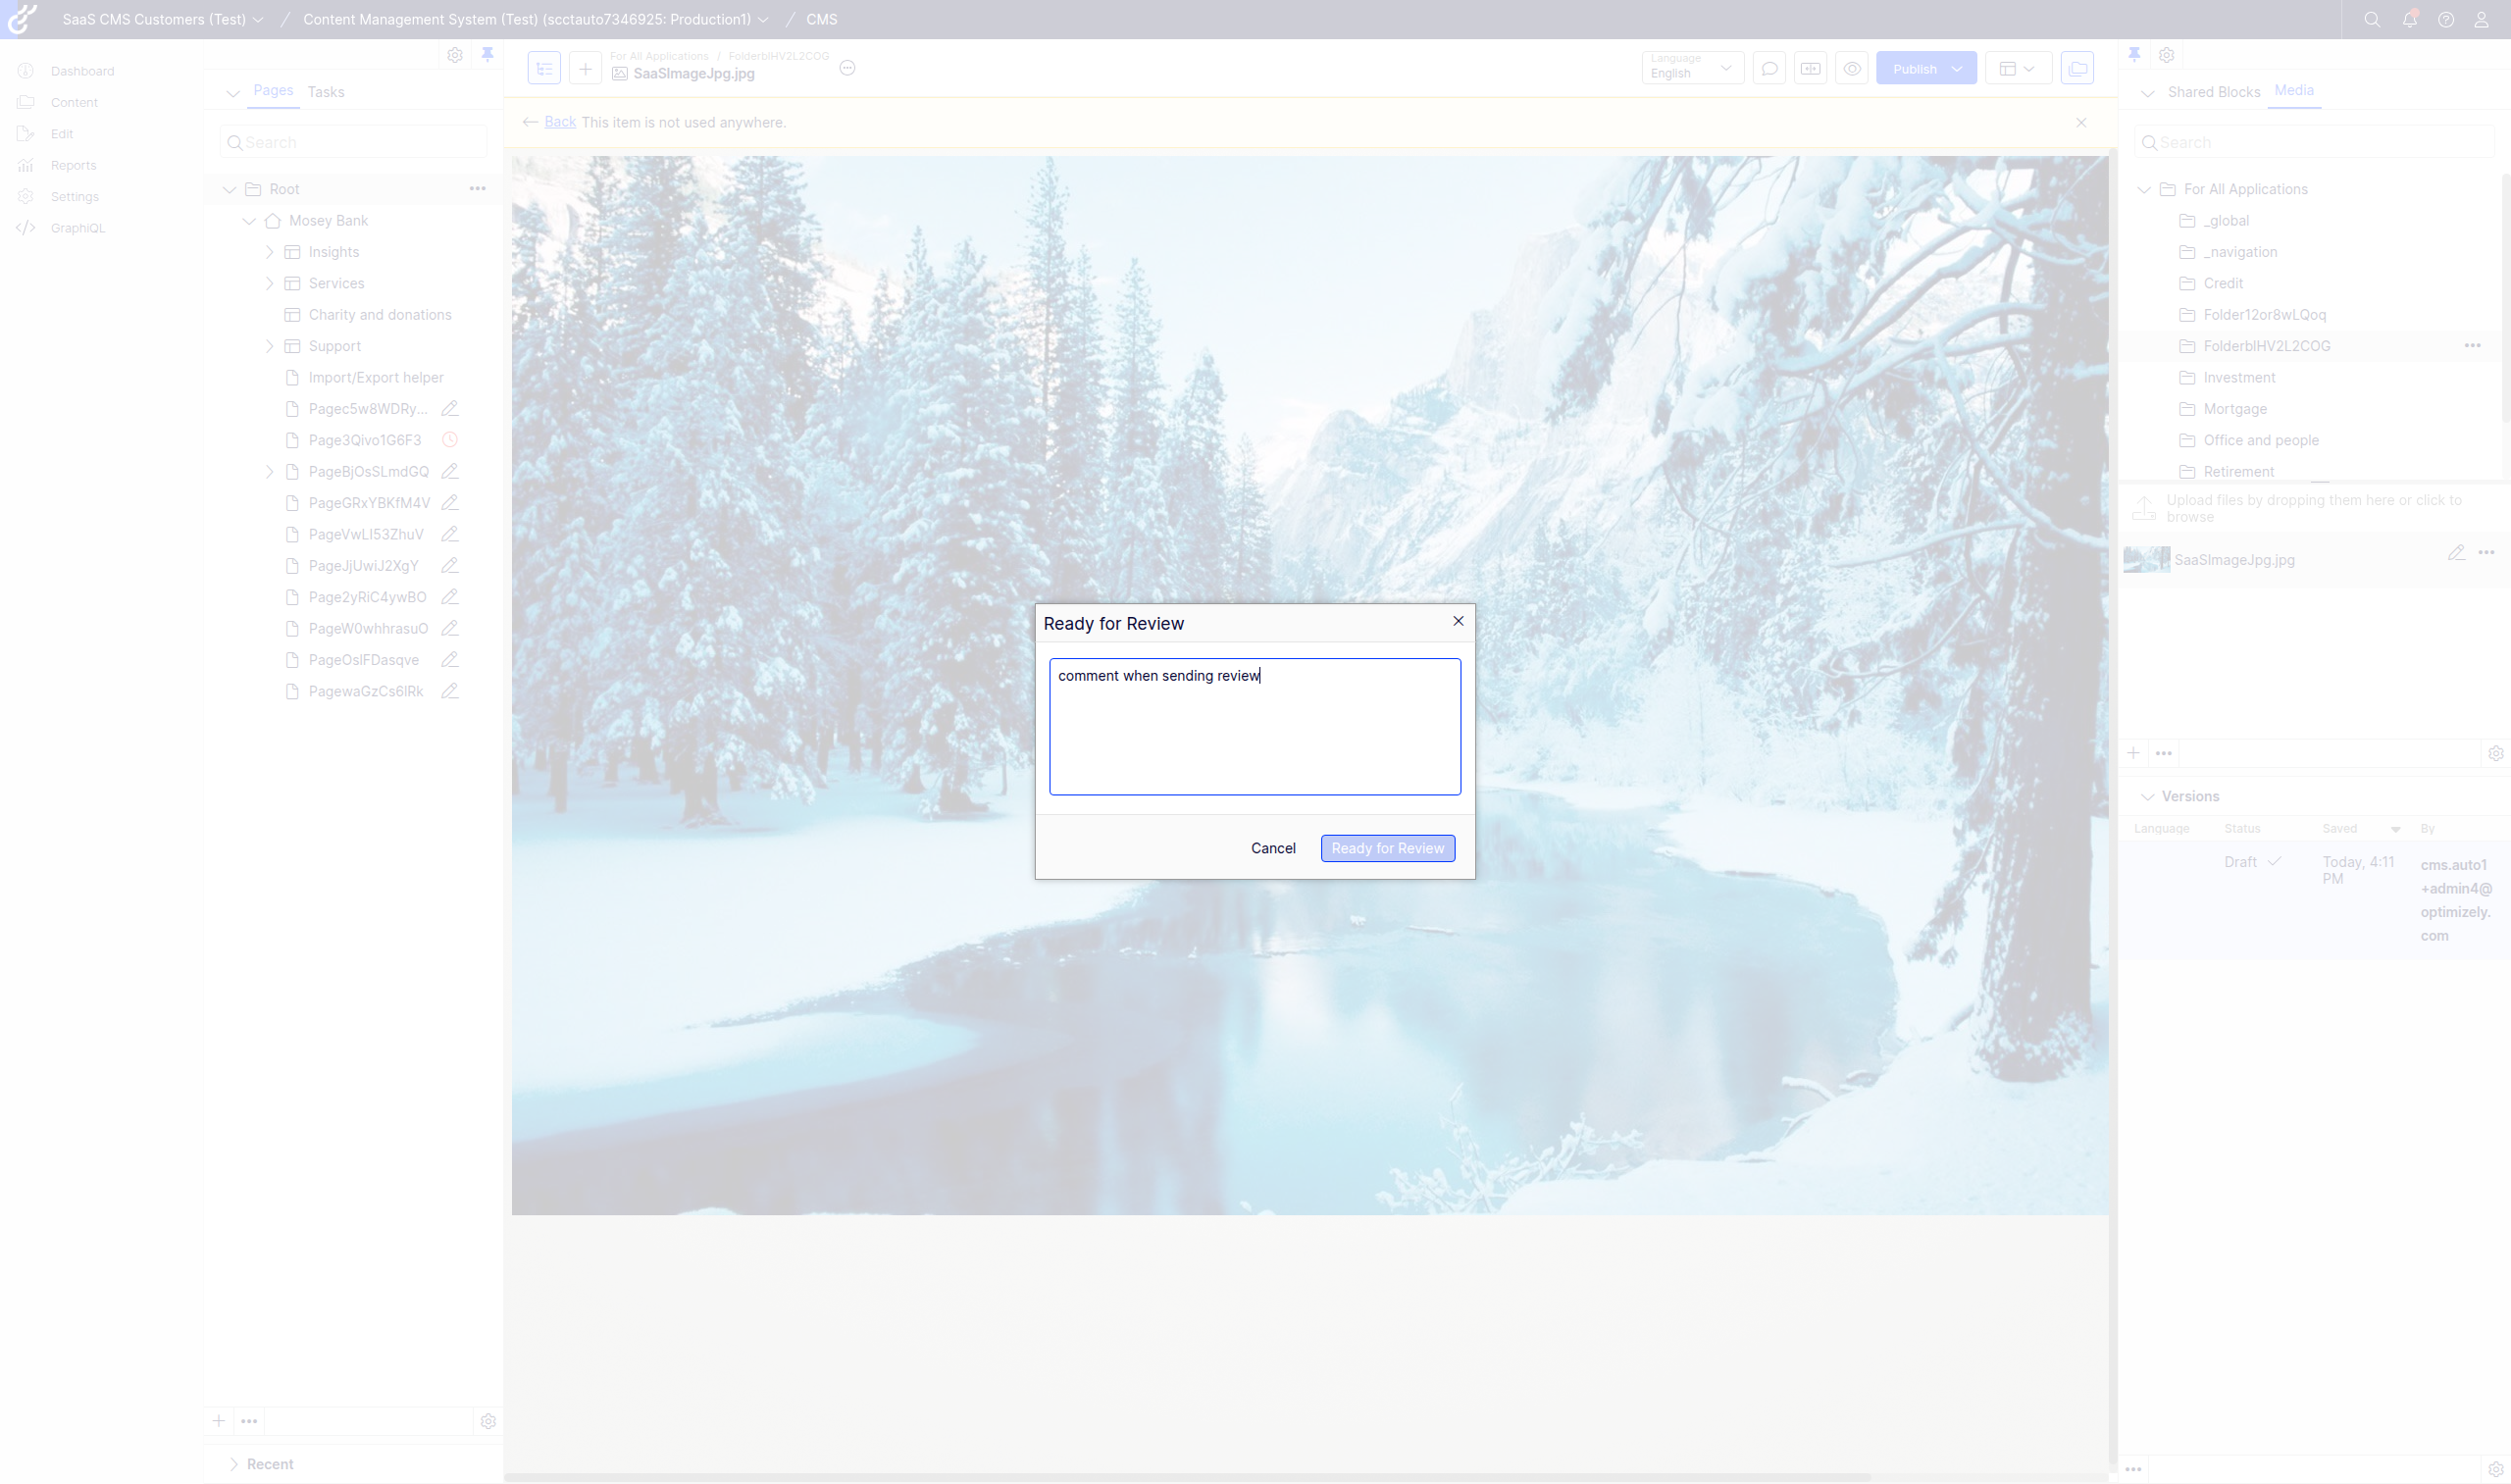 SaaS CMS Customers (Test) / Content Management System (Test) (scctauto7346925: Production1) / CMS
Dashboard
Content
Edit
Reports
Settings
GraphiQL
Pages Tasks
Search
Root
Mosey Bank
Insights
Services
Charity and donations
Support
Import/Export helper
Pagec5w8WDRy...
Page3Qivo1G6F3
PageBjOsSLmdGQ
PageGRxYBKfM4V
PageVwLI53ZhuV
PageJjUwiJ2XgY
Page2yRiC4ywBO
PageW0whhrasuO
PageOsIFDasqve
PagewaGzCs6lRk
Recent
For All Applications / FolderblHV2L2COG
SaaSImageJpg.jpg
Language
English
Publish
Back This item is not used anywhere.
Ready for Review
comment when sending review
Cancel Ready for Review
Shared Blocks Media
Search
For All Applications
_global
_navigation
Credit
Folder12or8wLQoq
FolderblHV2L2COG
Investment
Mortgage
Office and people
Retirement
Upload files by dropping them here or click to
browse
SaaSImageJpg.jpg
Versions
Language Status Saved By
Draft Today, 4:11
PM
cms.auto1
+admin4@
optimizely.
com